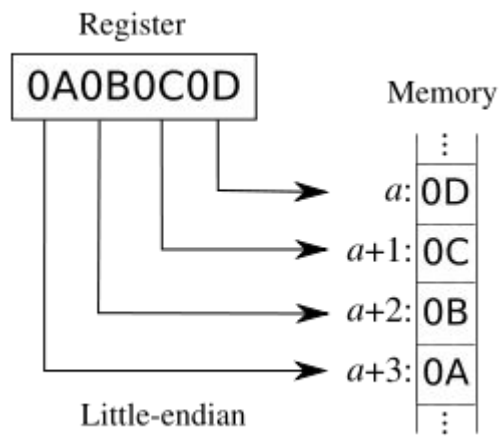 Register
0A0B0C0D
Memory
⋮
a: 0D
a+1: 0C
a+2: 0B
a+3: 0A
⋮
Little-endian